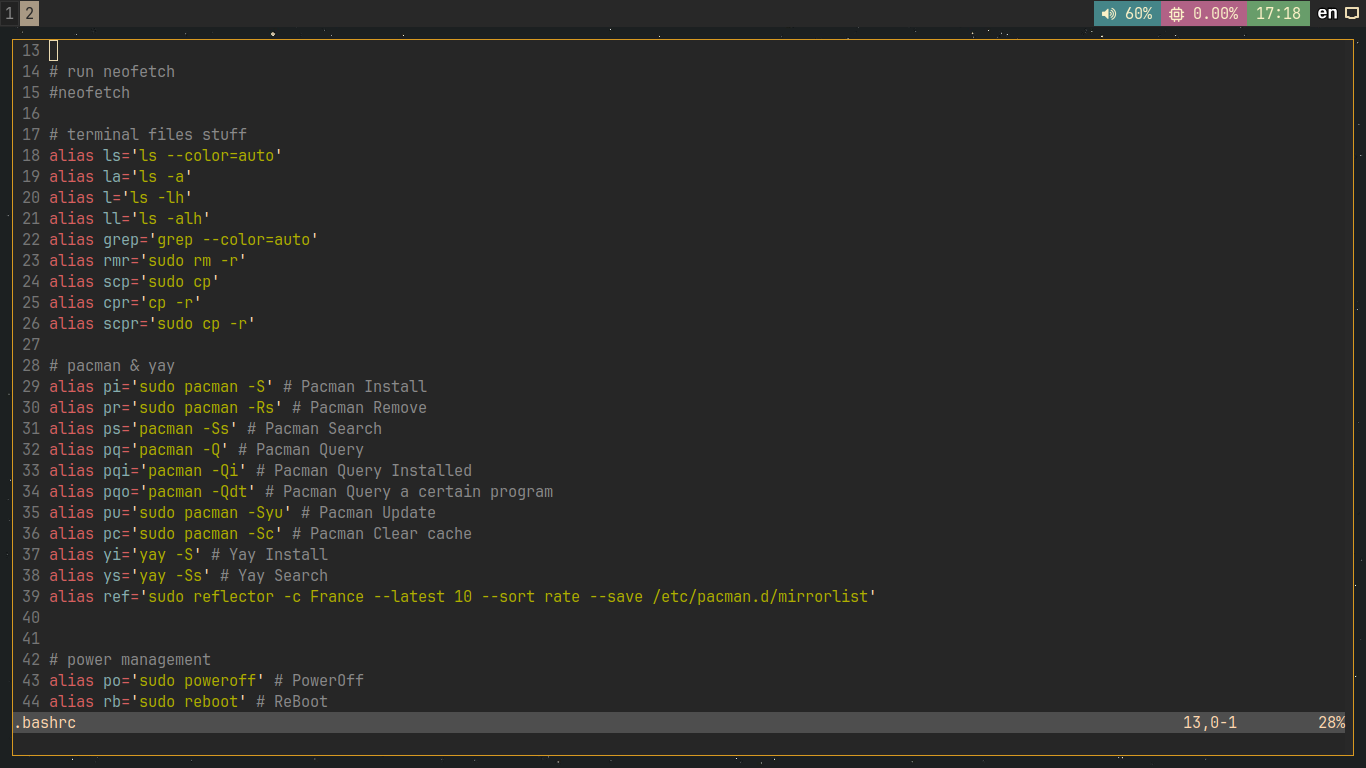 1 2 60% 0.00% 17:18 en
13
14 # run neofetch
15 #neofetch
16
17 # terminal files stuff
18 alias ls='ls --color=auto'
19 alias la='ls -a'
20 alias l='ls -lh'
21 alias ll='ls -alh'
22 alias grep='grep --color=auto'
23 alias rmr='sudo rm -r'
24 alias scp='sudo cp'
25 alias cpr='cp -r'
26 alias scpr='sudo cp -r'
27
28 # pacman & yay
29 alias pi='sudo pacman -S' # Pacman Install
30 alias pr='sudo pacman -Rs' # Pacman Remove
31 alias ps='pacman -Ss' # Pacman Search
32 alias pq='pacman -Q' # Pacman Query
33 alias pqi='pacman -Qi' # Pacman Query Installed
34 alias pqo='pacman -Qdt' # Pacman Query a certain program
35 alias pu='sudo pacman -Syu' # Pacman Update
36 alias pc='sudo pacman -Sc' # Pacman Clear cache
37 alias yi='yay -S' # Yay Install
38 alias ys='yay -Ss' # Yay Search
39 alias ref='sudo reflector -c France --latest 10 --sort rate --save /etc/pacman.d/mirrorlist'
40
41
42 # power management
43 alias po='sudo poweroff' # PowerOff
44 alias rb='sudo reboot' # ReBoot
.bashrc 13,0-1 28%